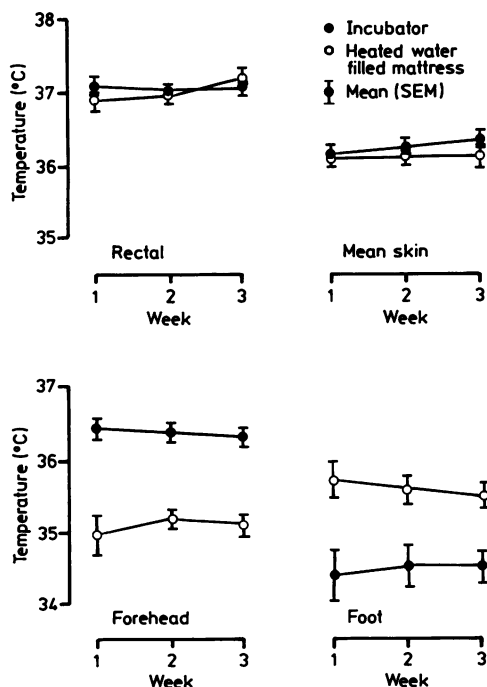 38
37
36
35
Temperature (°C)
Incubator
Heated water
filled mattress
Mean (SEM)
Rectal
Mean skin
1 2 3
Week
1 2 3
Week
37
36
35
34
Temperature (°C)
Forehead
Foot
1 2 3
Week
1 2 3
Week